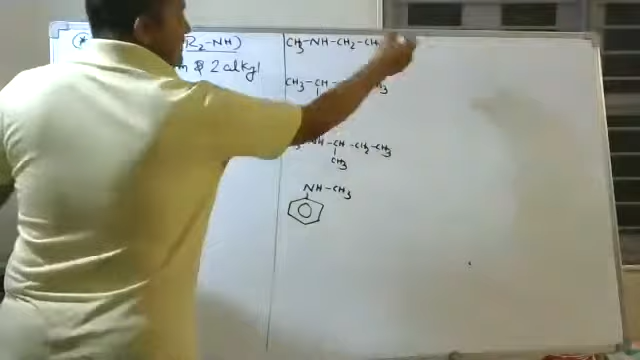 R₂-NH)
2 alkyl
CH₃-NH-CH₂-CH
CH₃-CH-
NH-CH-CH₂-CH₃
CH₃
NH-CH₃